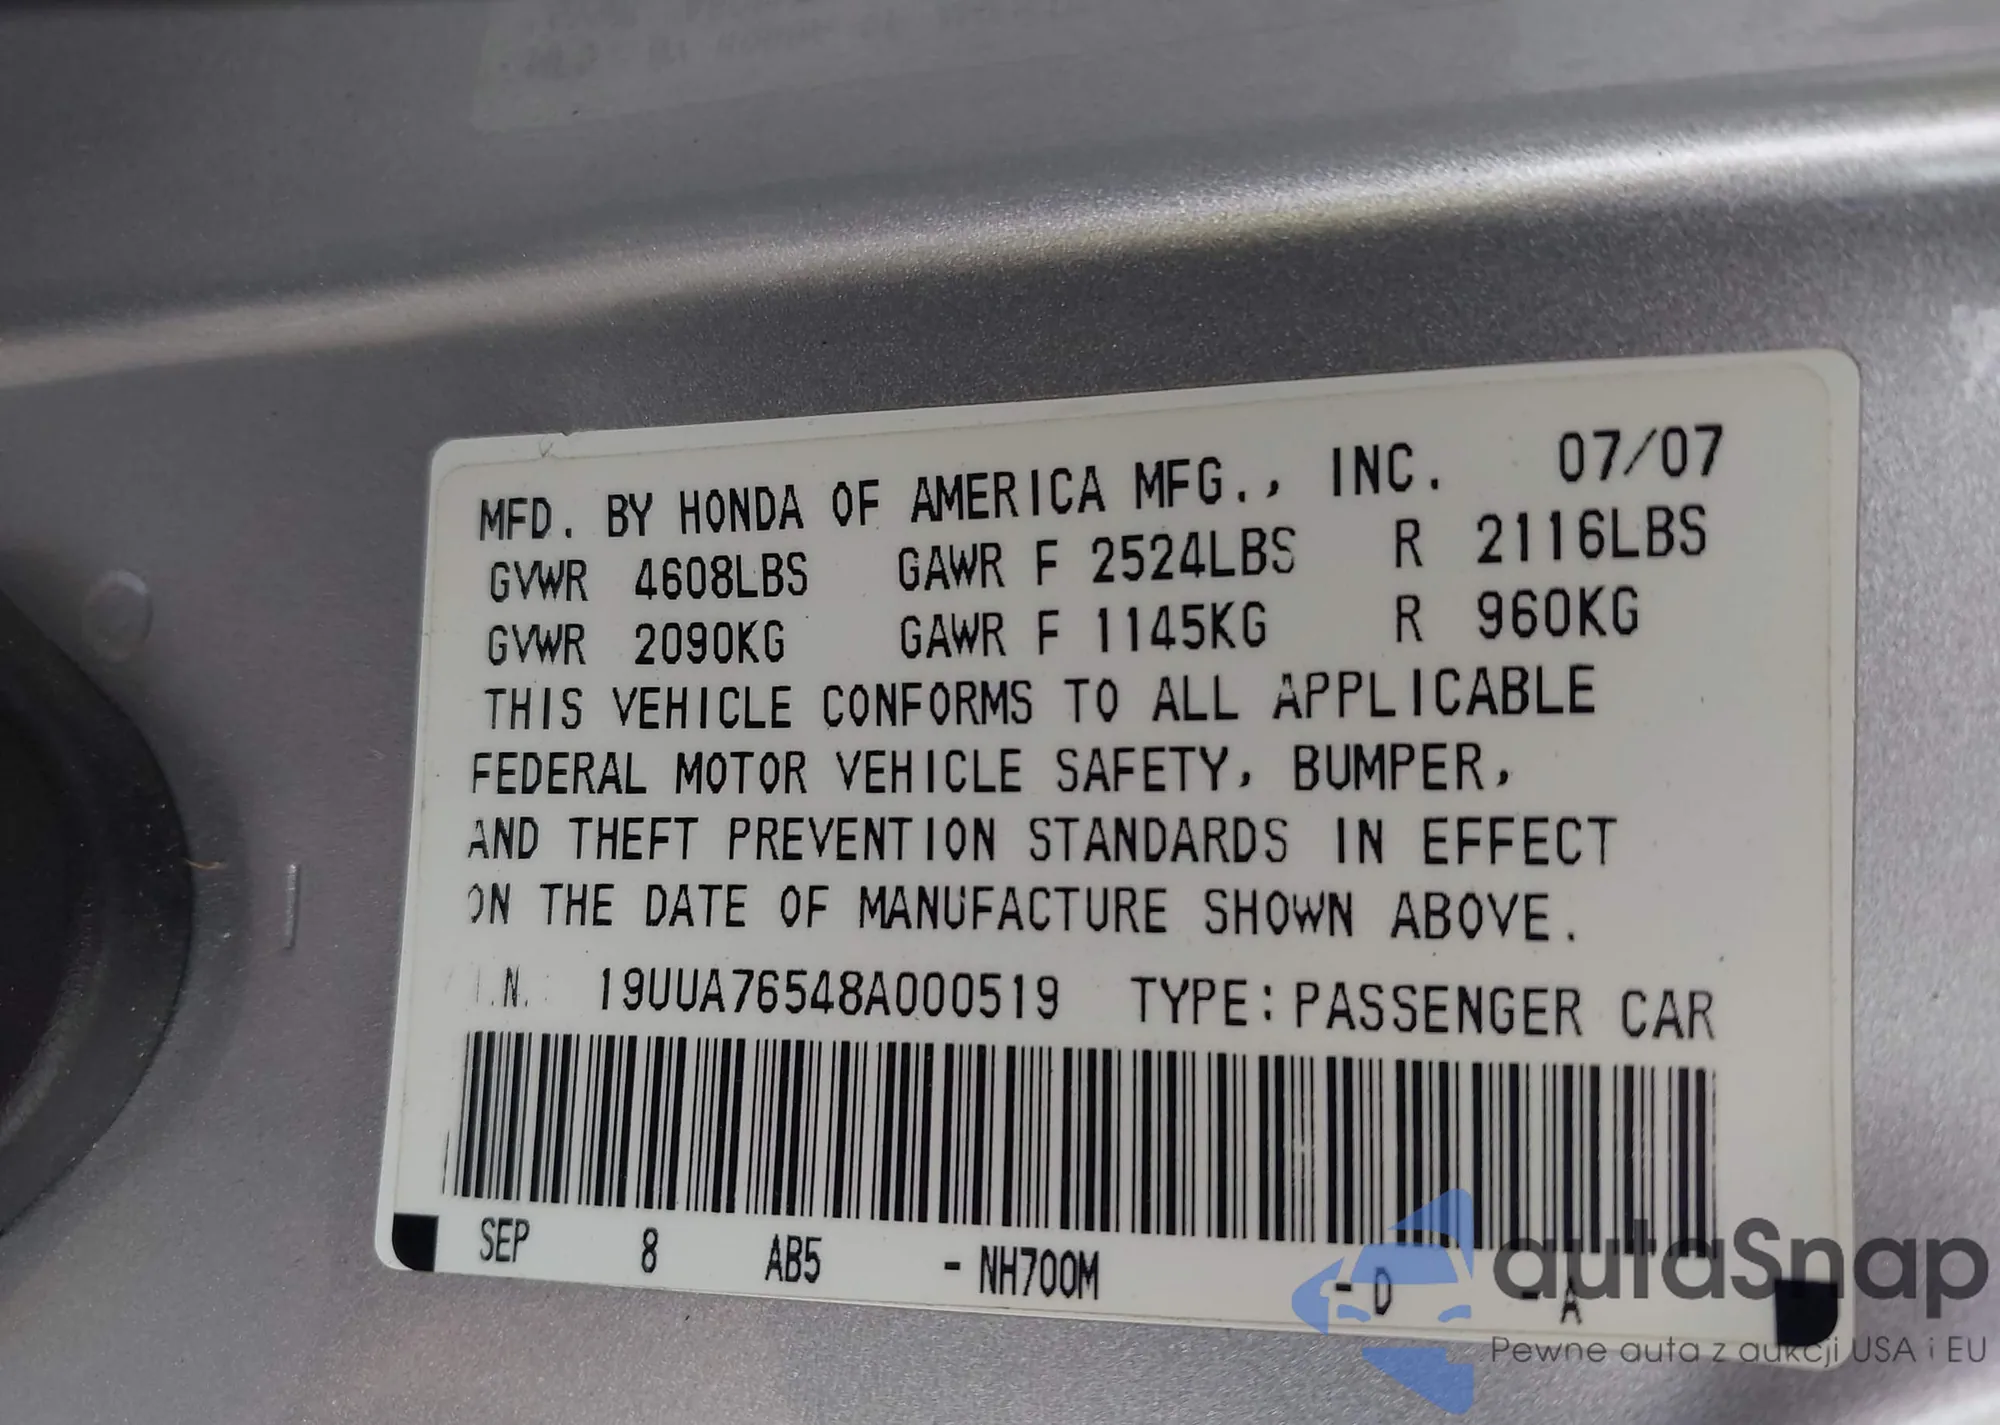 MFD. BY HONDA OF AMERICA MFG., INC. 07/07
GVWR 4608LBS GAWR F 2524LBS R 2116LBS
GVWR 2090KG GAWR F 1145KG R 960KG
THIS VEHICLE CONFORMS TO ALL APPLICABLE
FEDERAL MOTOR VEHICLE SAFETY, BUMPER,
AND THEFT PREVENTION STANDARDS IN EFFECT
ON THE DATE OF MANUFACTURE SHOWN ABOVE.
.I.N. 19UUA76548A000519 TYPE: PASSENGER CAR
SEP 8 AB5 - NH700M - D - A
autaSnap
Pewne auta z aukcji USA i EU